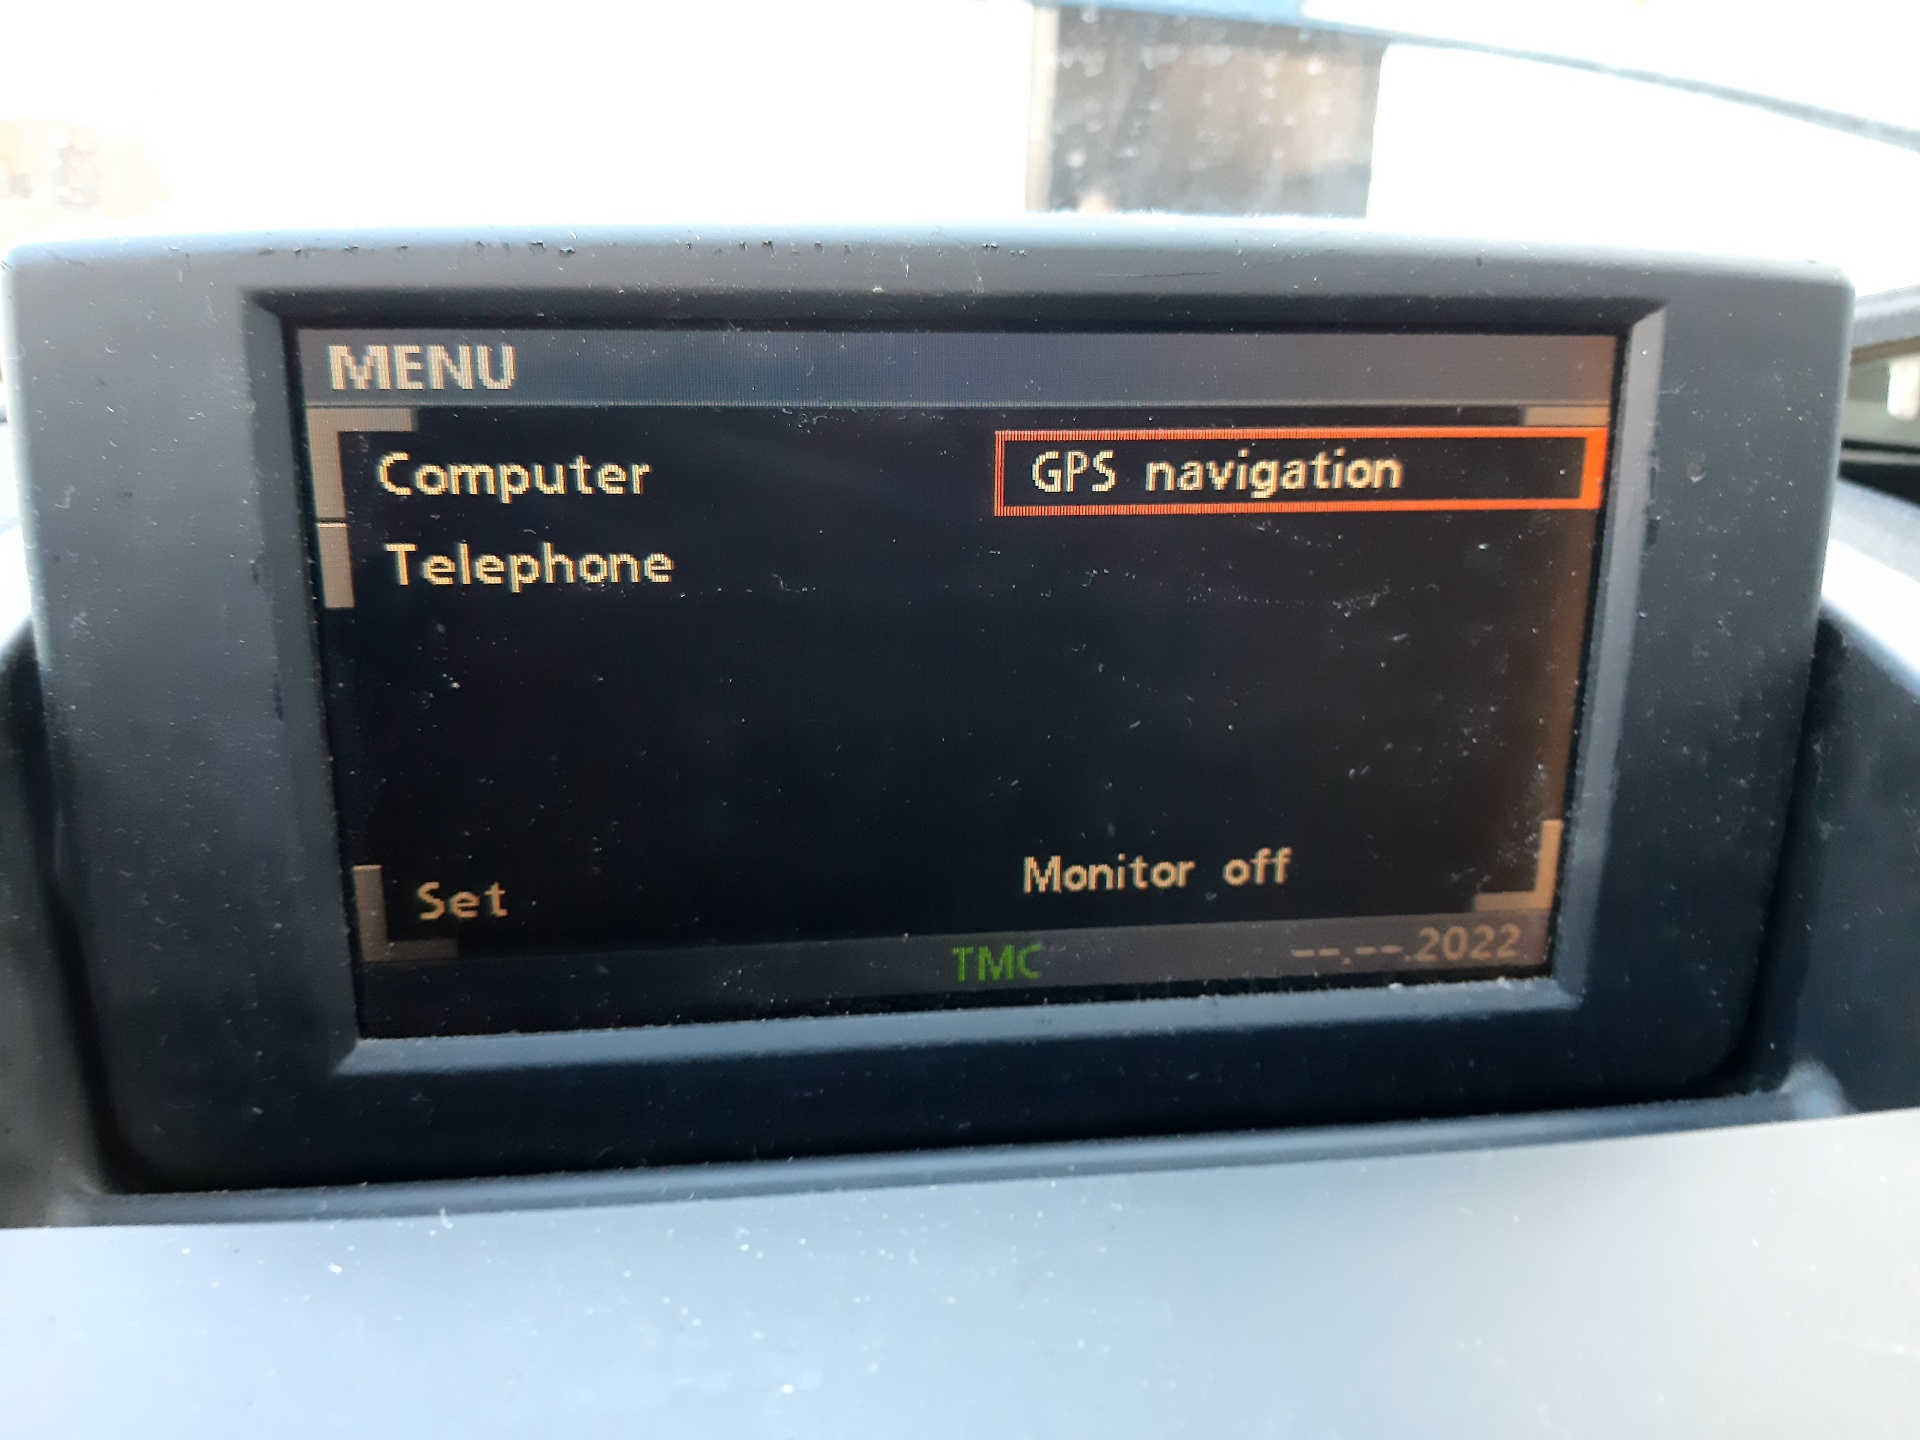 MENU
Computer
GPS navigation
Telephone
Set
Monitor off
TMC
--.--.2022